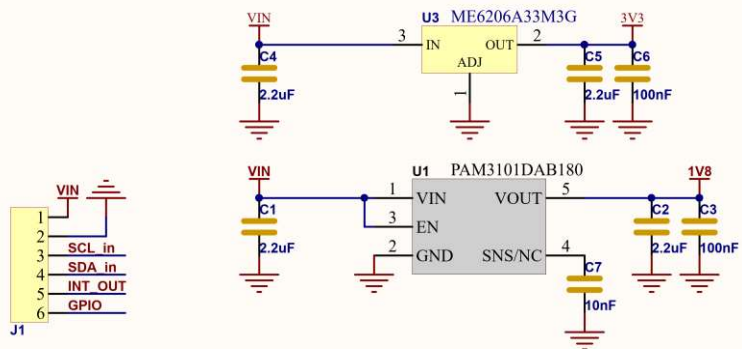 VIN
U3 ME6206A33M3G
3V3
3 IN OUT 2
ADJ
1
C4
2.2uF
C5
2.2uF
C6
100nF
VIN
U1 PAM3101DAB180
1V8
1 VIN VOUT 5
3 EN
2 GND SNS/NC 4
C1
2.2uF
C2
2.2uF
C3
100nF
C7
10nF
VIN
1
2
3 SCL_in
4 SDA_in
5 INT_OUT
6 GPIO
J1